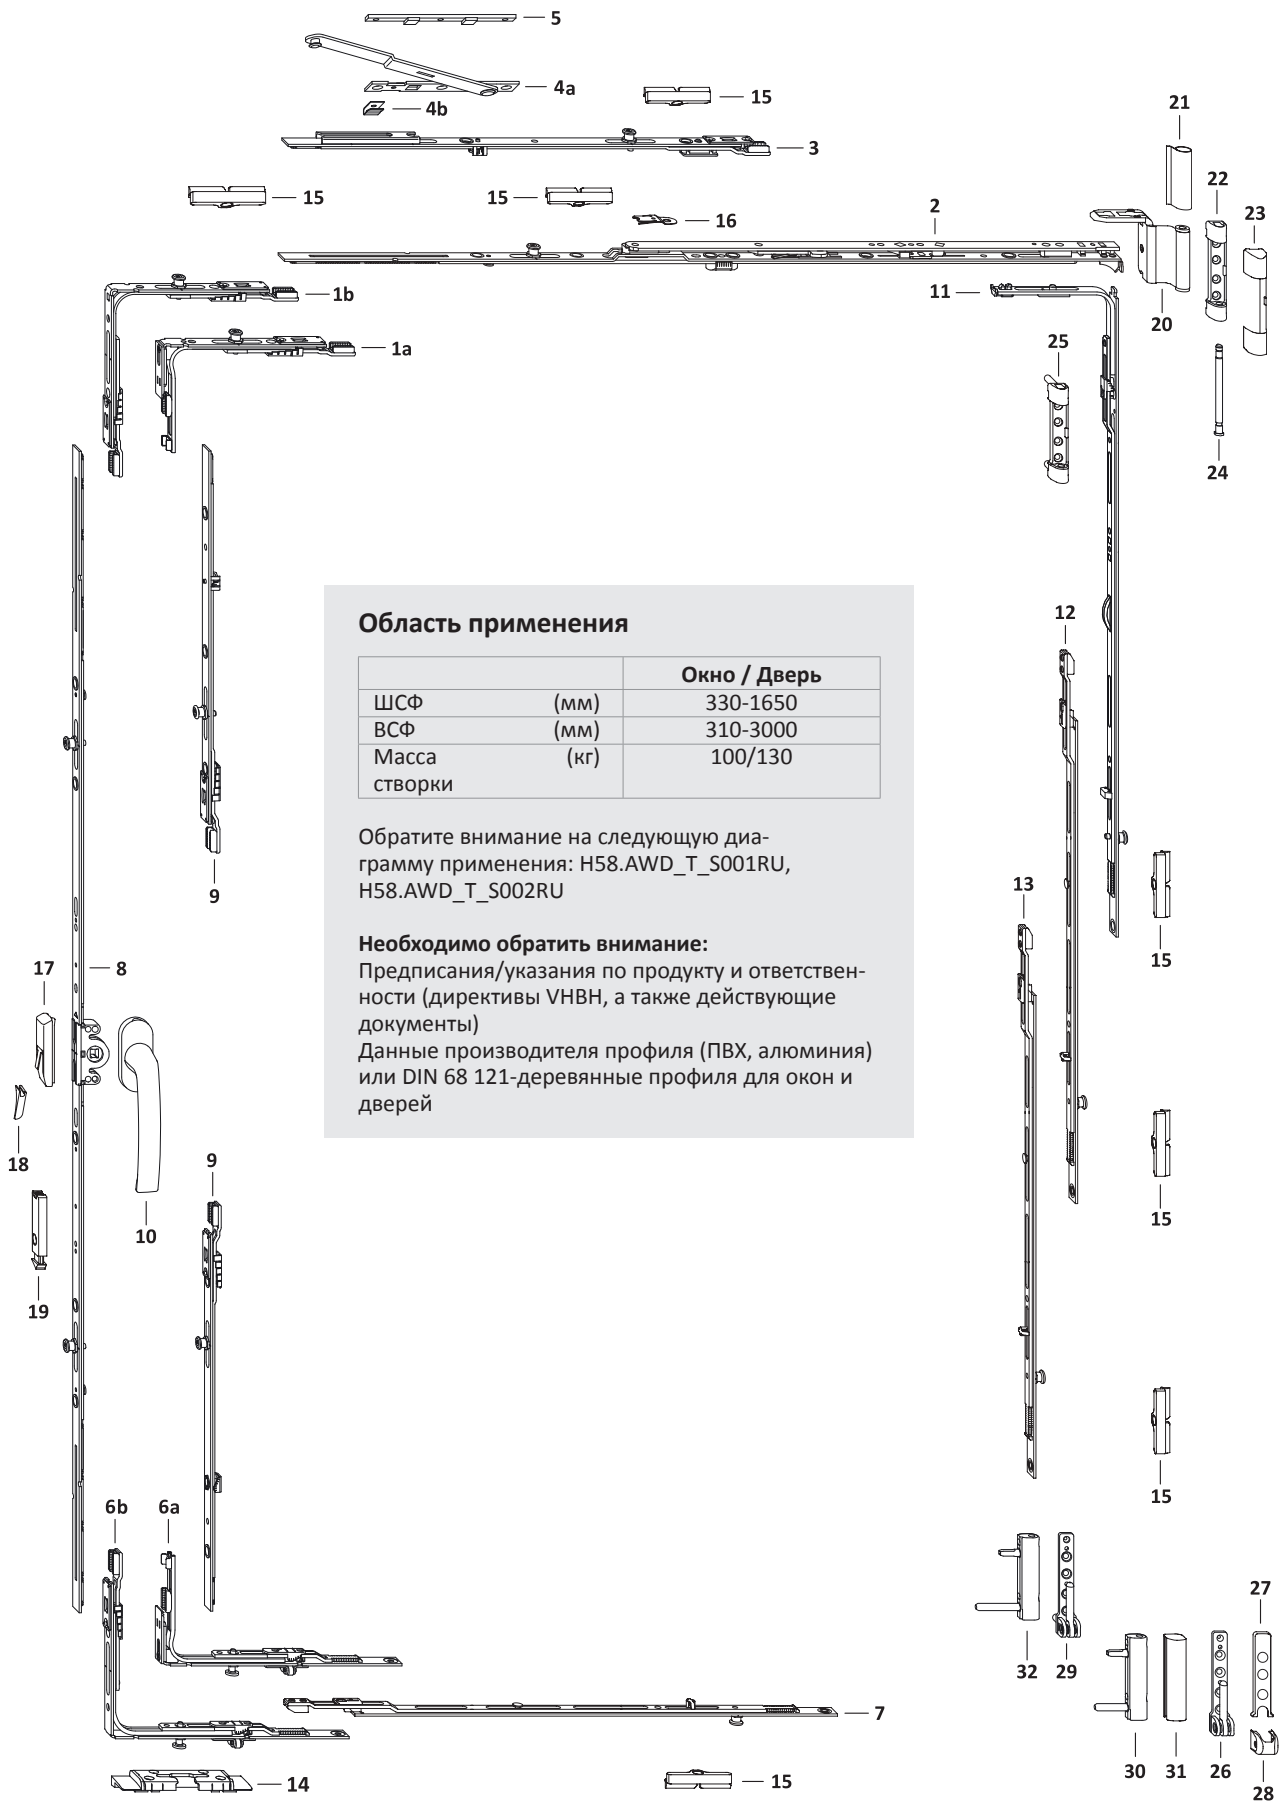 5
4a
4b
15
3
21
15
15
22
16
2
23
1b
11
20
1a
25
24
Область применения
Окно / Дверь
ШСФ (мм) 330-1650
ВСФ (мм) 310-3000
Масса (кг) 100/130
створки
Обратите внимание на следующую диа-
грамму применения: H58.AWD_T_S001RU,
H58.AWD_T_S002RU
Необходимо обратить внимание:
Предписания/указания по продукту и ответствен-
ности (директивы VHBH, а также действующие
документы)
Данные производителя профиля (ПВХ, алюминия)
или DIN 68 121-деревянные профиля для окон и
дверей
12
9
13
15
17
8
18
9
10
15
19
15
6b
6a
27
32
29
7
30
31
26
28
14
15